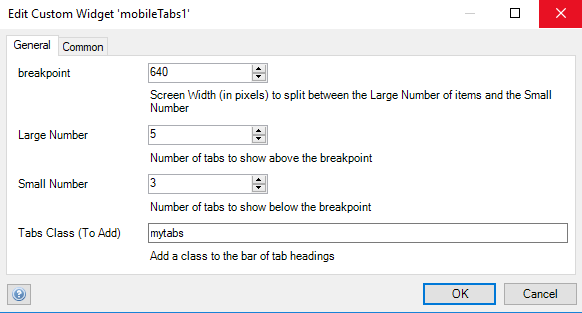 Edit Custom Widget 'mobileTabs1'
General Common
breakpoint 640
Screen Width (in pixels) to split between the Large Number of items and the Small
Number
Large Number 5
Number of tabs to show above the breakpoint
Small Number 3
Number of tabs to show below the breakpoint
Tabs Class (To Add) mytabs
Add a class to the bar of tab headings
? OK Cancel